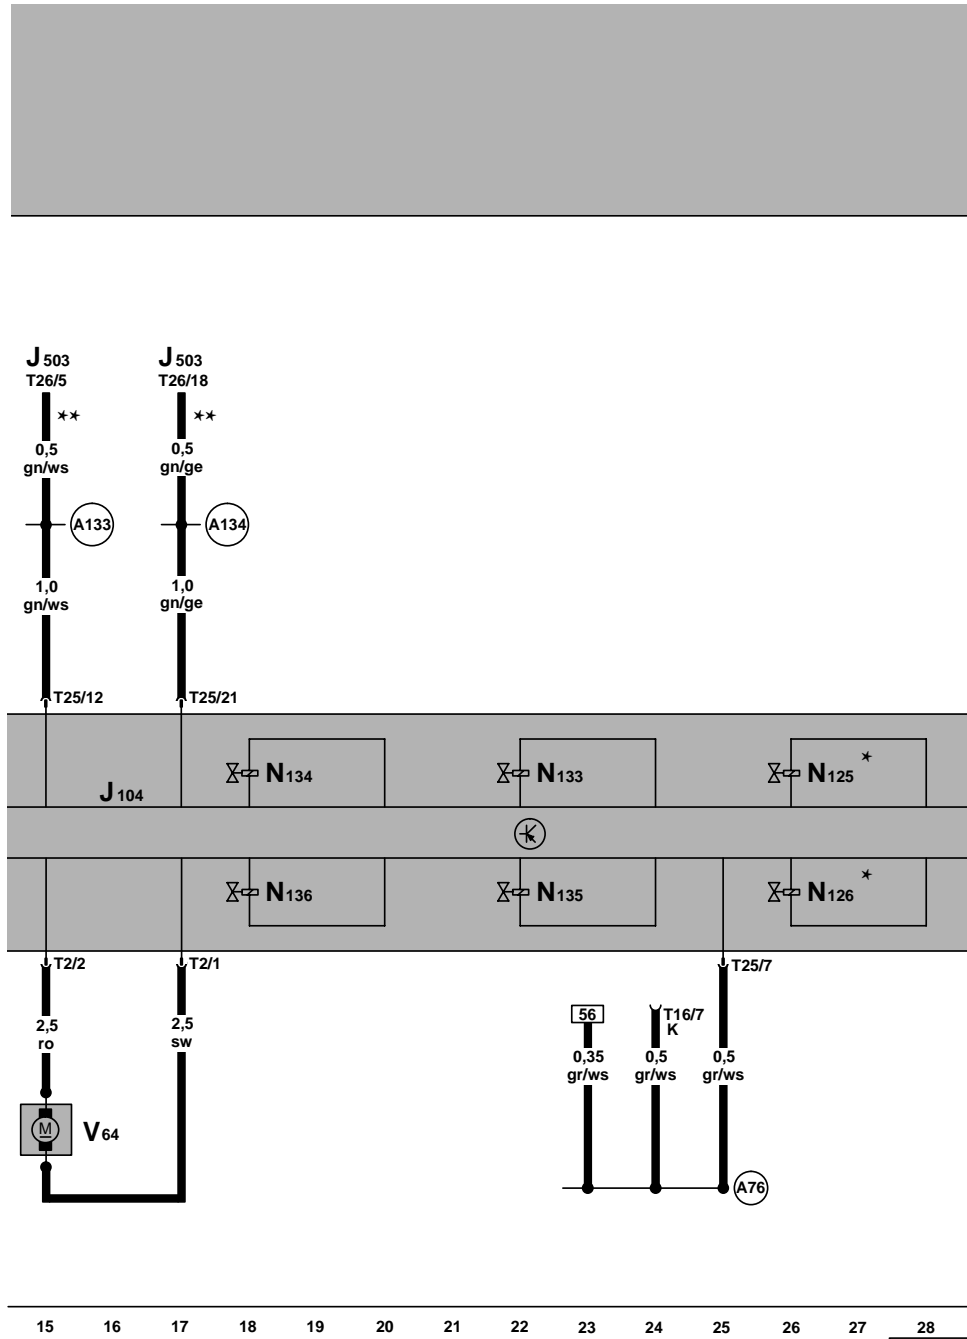 J 503 J 503
T26/5 T26/18
** **
0,5 0,5
gn/ws gn/ge
A133 A134
1,0 1,0
gn/ws gn/ge
T25/12 T25/21
N134 N133 N125 *
J 104
N136 N135 N126 *
T2/2 T2/1 T25/7
56 T16/7
K
2,5 2,5
ro sw
0,35 0,5 0,5
gr/ws gr/ws gr/ws
M V64
A76
15 16 17 18 19 20 21 22 23 24 25 26 27 28